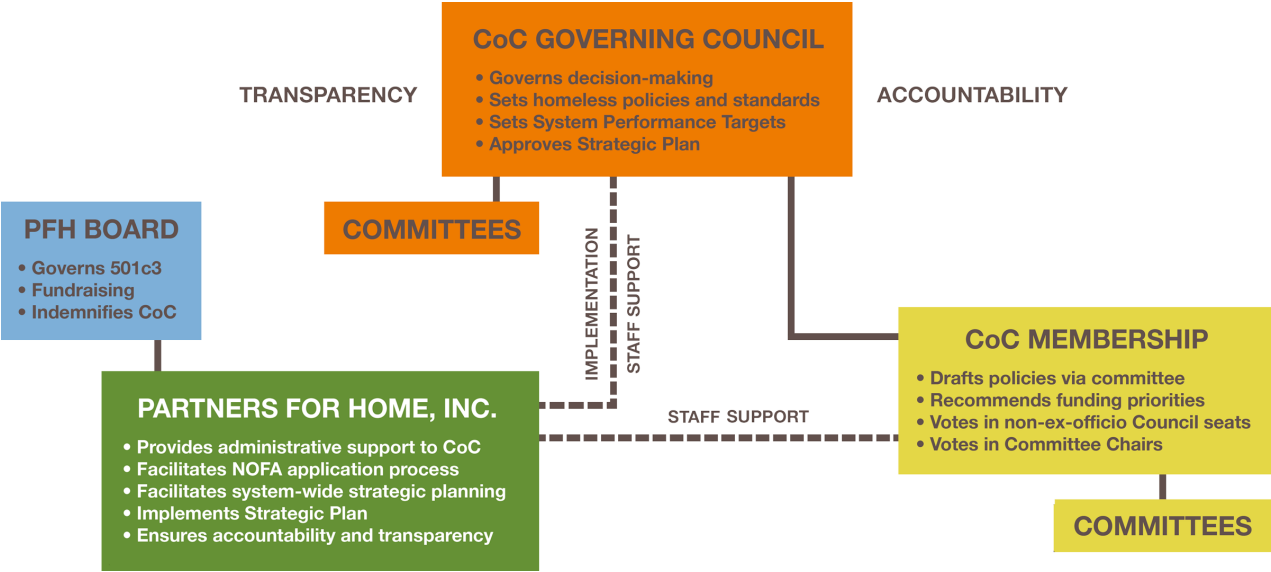 CoC GOVERNING COUNCIL
• Governs decision-making
• Sets homeless policies and standards
• Sets System Performance Targets
• Approves Strategic Plan
TRANSPARENCY
ACCOUNTABILITY
COMMITTEES
PFH BOARD
• Governs 501c3
• Fundraising
• Indemnifies CoC
IMPLEMENTATION
STAFF SUPPORT
CoC MEMBERSHIP
• Drafts policies via committee
• Recommends funding priorities
• Votes in non-ex-officio Council seats
• Votes in Committee Chairs
PARTNERS FOR HOME, INC.
• Provides administrative support to CoC
• Facilitates NOFA application process
• Facilitates system-wide strategic planning
• Implements Strategic Plan
• Ensures accountability and transparency
STAFF SUPPORT
COMMITTEES